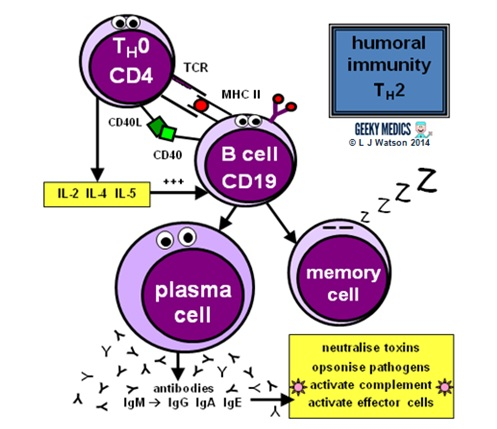 T_H0
CD4
TCR
MHC II
CD40L
CD40
B cell
CD19
IL-2 IL-4 IL-5
+++
humoral
immunity
T_H2
GEEKY MEDICS
© L J Watson 2014
Z Z Z Z Z
plasma
cell
memory
cell
antibodies
IgM → IgG IgA IgE
neutralise toxins
opsonise pathogens
activate complement
activate effector cells